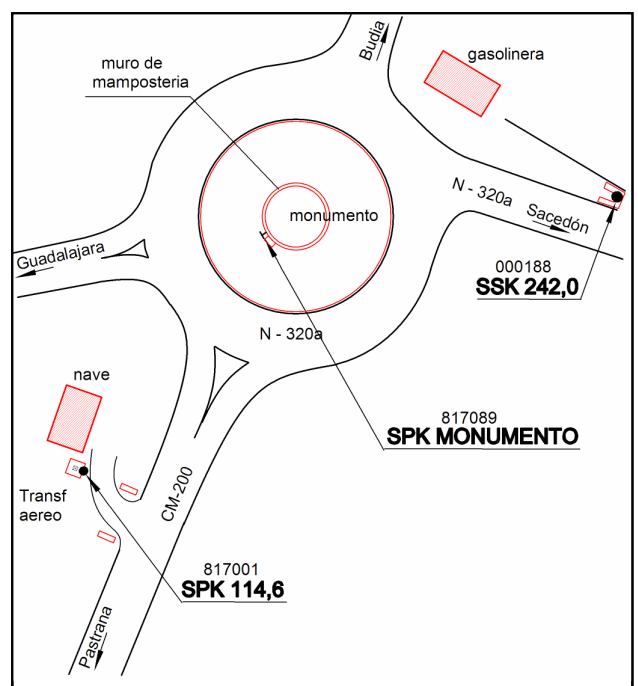 Budia
gasolinera
muro de
mamposteria
N - 320a
Sacedón
monumento
Guadalajara
000188
SSK 242,0
N - 320a
nave
817089
SPK MONUMENTO
CM-200
Transf
aereo
817001
SPK 114,6
Pastrana